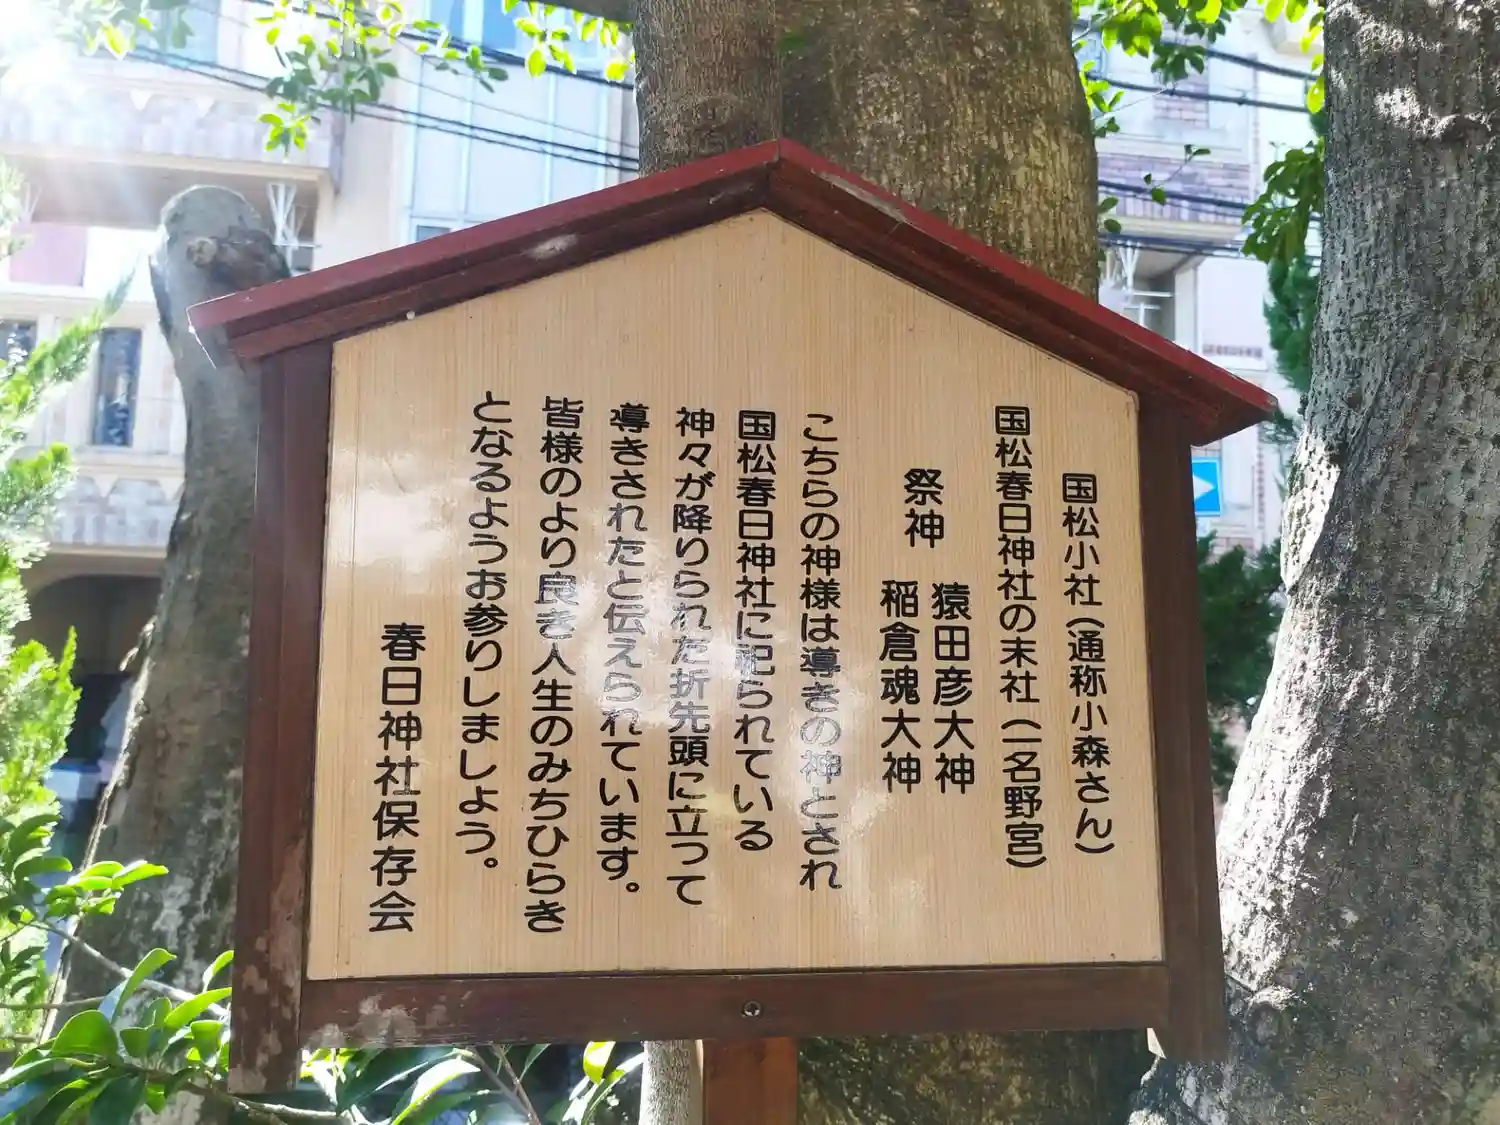 国松小社(通称小森さん)
国松春日神社の末社(一名野宮)
祭神 猿田彦大神
稲倉魂大神
こちらの神様は導きの神とされ
国松春日神社に祀られている
神々が降りられた折先頭に立って
導きされたと伝えられています。
皆様のより良き人生のみちひらき
となるようお参りしましよう。
春日神社保存会